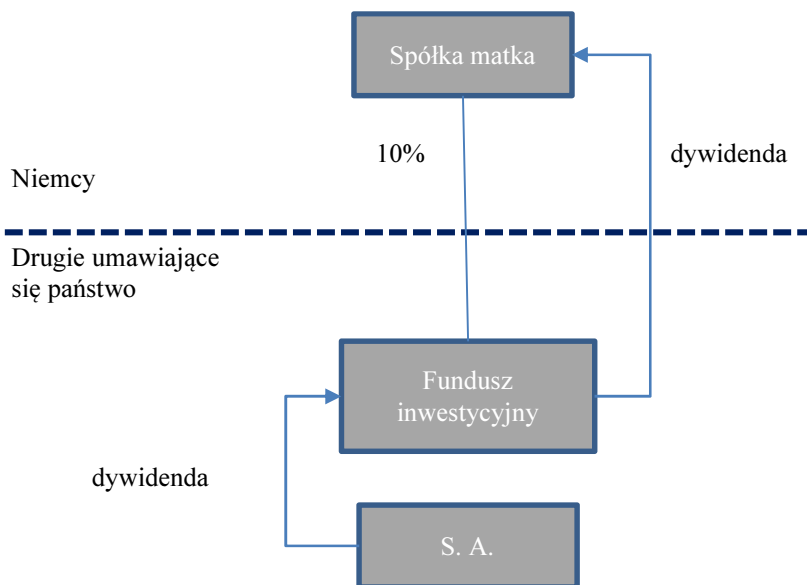 Spółka matka
10%
dywidenda
Niemcy
Drugie umawiające
się państwo
Fundusz
inwestycyjny
dywidenda
S. A.